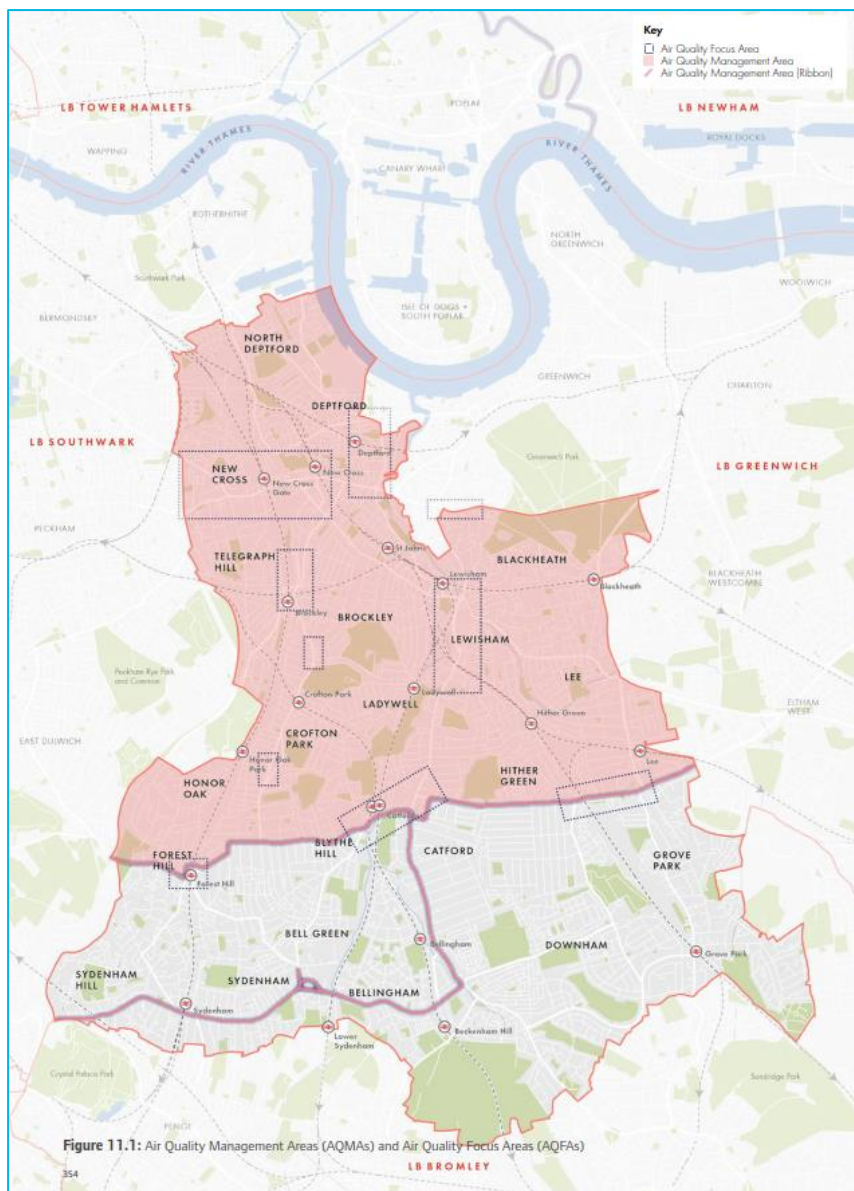 Key
Air Quality Focus Area
Air Quality Management Area
Air Quality Management Area (Ribbon)
LB TOWER HAMLETS
POPLAR
LB NEWHAM
WAPPING
RIVER THAMES
ROYAL DOCKS
RIVER THAMES
CANARY WHARF
ROTHERHITHE
NORTH
GREENWICH
Southwark Park
WOOLWICH
ISLE OF DOGS +
SOUTH POPLAR
BERMONDSEY
NORTH
DEPTFORD
GREENWICH
CHARLTON
DEPTFORD
LB SOUTHWARK
Deptford
Greenwich Park
LB GREENWICH
NEW
CROSS
New Cross
New Cross
Gate
PECKHAM
St Johns
TELEGRAPH
HILL
BLACKHEATH
BLACKHEATH
WESTCOMBE
Lewisham
Blackheath
Brockley
BROCKLEY
LEWISHAM
Peckham Rye Park
and Common
LEE
Ladywell
Crofton Park
LADYWELL
ELTHAM
WEST
Hither Green
EAST DULWICH
CROFTON
PARK
Honor Oak
Park
Lee
HITHER
GREEN
HONOR
OAK
BLYTHE
HILL
CATFORD
FOREST
HILL
GROVE
PARK
Forest Hill
BELL GREEN
Bellingham
DOWNHAM
Grove Park
SYDENHAM
HILL
SYDENHAM
BELLINGHAM
Sydenham
Lower
Sydenham
Beckenham Hill
Crystal Palace Park
Sundridge Park
PENGE
Figure 11.1: Air Quality Management Areas (AQMAs) and Air Quality Focus Areas (AQFAs)
LB BROMLEY
354